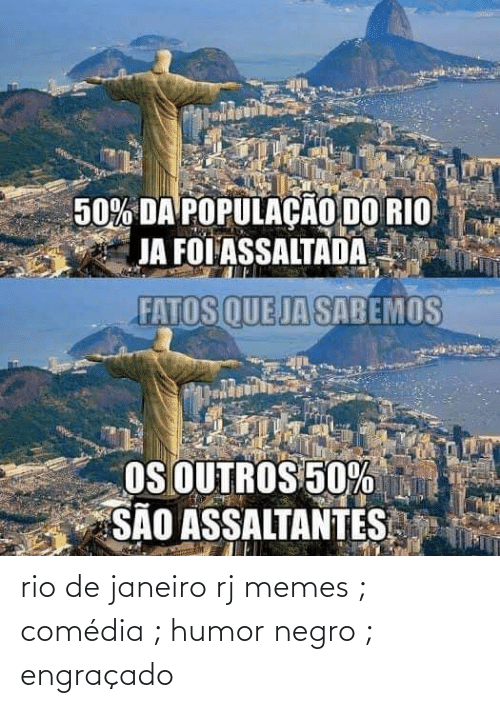 50% DA POPULAÇÃO DO RIO
JA FOI ASSALTADA
FATOS QUE JA SABEMOS
OS OUTROS 50%
SÃO ASSALTANTES
rio de janeiro rj memes ;
comédia ; humor negro ;
engraçado